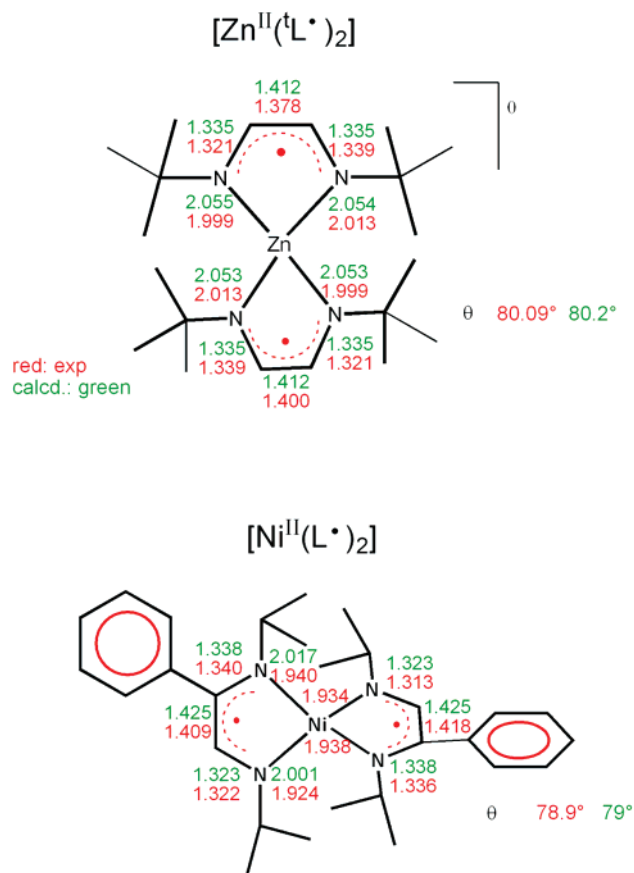 [Zn^II(^tL•)2]
0
1.412
1.378
1.335 1.335
1.321 1.339
N N
2.055 2.054
1.999 2.013
Zn
2.053 2.053
2.013 1.999
N N
θ 80.09° 80.2°
1.335 1.335
1.339 1.321
red: exp
calcd.: green
1.412
1.400
[Ni^II(L•)2]
1.338 N 2.017 1.323
1.340 1.940 N 1.313
1.934
1.425 1.425
1.409 Ni 1.418
1.938
1.323 N 2.001 N 1.338
1.322 1.924 1.336
θ 78.9° 79°